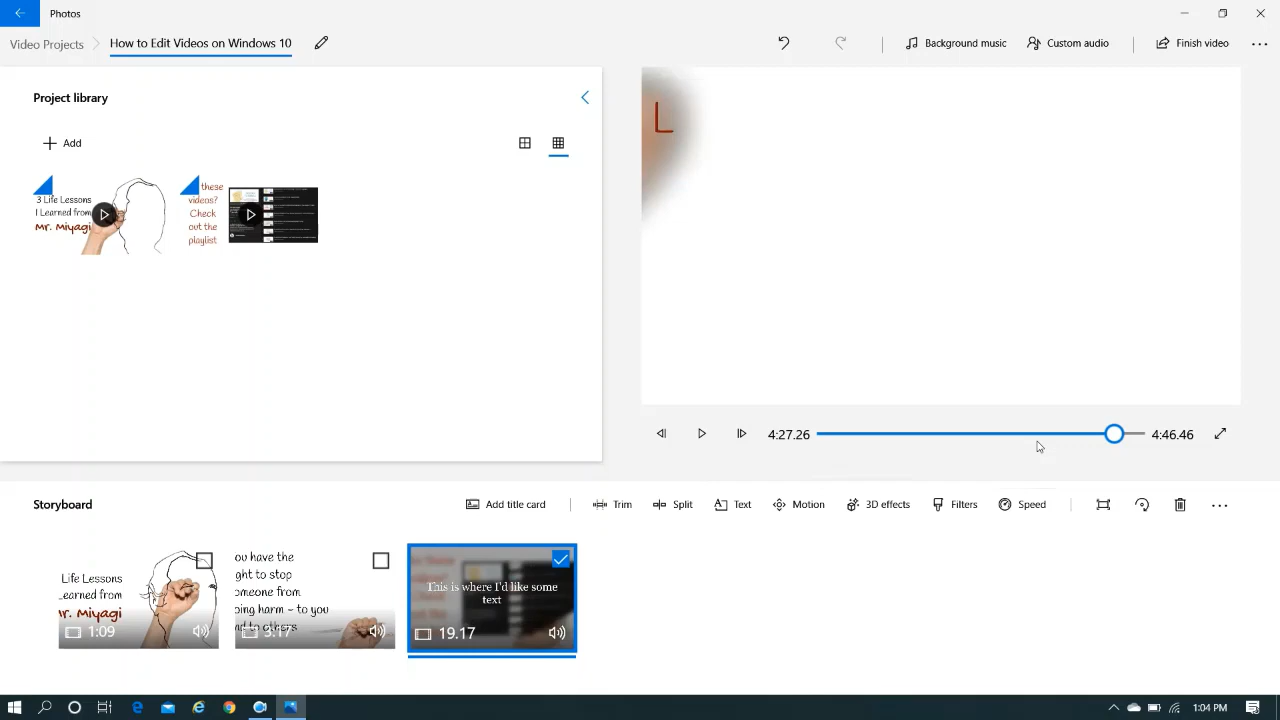 Photos
Video Projects
How to Edit Videos on Windows 10
Background music
Custom audio
Finish video
Project library
Add
Life Lessons
I Learned from
Mr. Miyagi
these
videos?
Check
out the
playlist
L
4:27.26
4:46.46
Storyboard
Add title card
Trim
Split
Text
Motion
3D effects
Filters
Speed
Life Lessons
earned from
Mr. Miyagi
1:09
ou have the
ght to stop
omeone from
oing harm – to you
nd to others
3:17
This is where I'd like some
text
19.17
1:04 PM